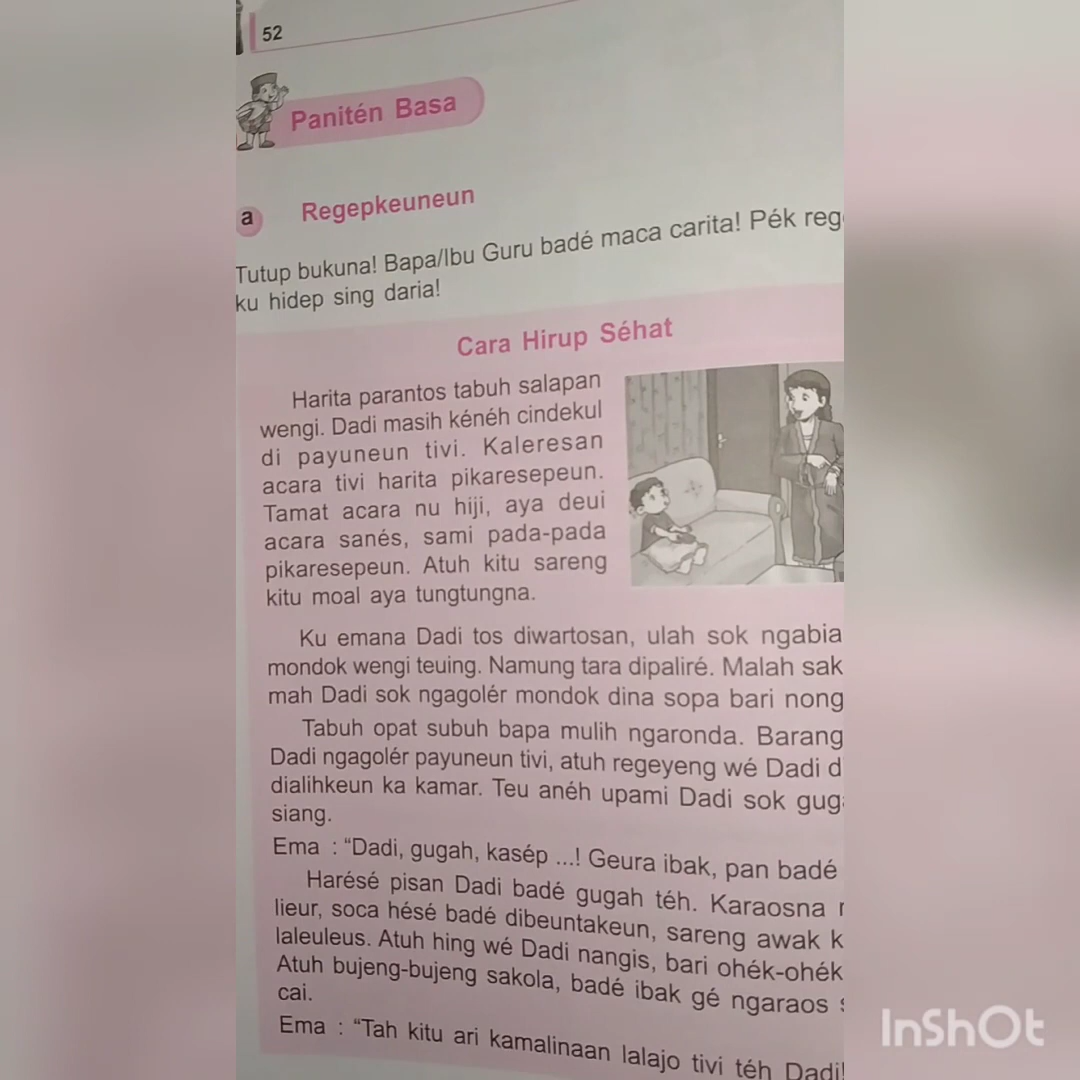 52
Panitén Basa
a Regepkeuneun
Tutup bukuna! Bapa/Ibu Guru badé maca carita! Pék
ku hidep sing daria!
Cara Hirup Séhat
Harita parantos tabuh salapan
wengi. Dadi masih kénéh cindekul
di payuneun tivi. Kaleresan
acara tivi harita pikaresepeun.
Tamat acara nu hiji, aya deui
acara sanés, sami pada-pada
pikaresepeun. Atuh kitu sareng
kitu moal aya tungtungna.
Ku emana Dadi tos diwartosan, ulah sok
mondok wengi teuing. Namung tara dipaliré. Malah
mah Dadi sok ngagolér mondok dina sopa bari
Tabuh opat subuh bapa mulih ngaronda. Barang
Dadi ngagolér payuneun tivi, atuh regeyeng wé Dadi
dialihkeun ka kamar. Teu anéh upami Dadi sok
siang.
Ema : “Dadi, gugah, kasép ...! Geura ibak, pan badé
Harésé pisan Dadi badé gugah téh. Karaosna
lieur, soca hésé badé dibeuntakeun, sareng awak
laleuleus. Atuh hing wé Dadi nangis, bari ohék-ohék
Atuh bujeng-bujeng sakola, badé ibak gé ngaraos
cai.
Ema : “Tah kitu ari kamalinaan lalajo tivi téh Dadi!
InShOt